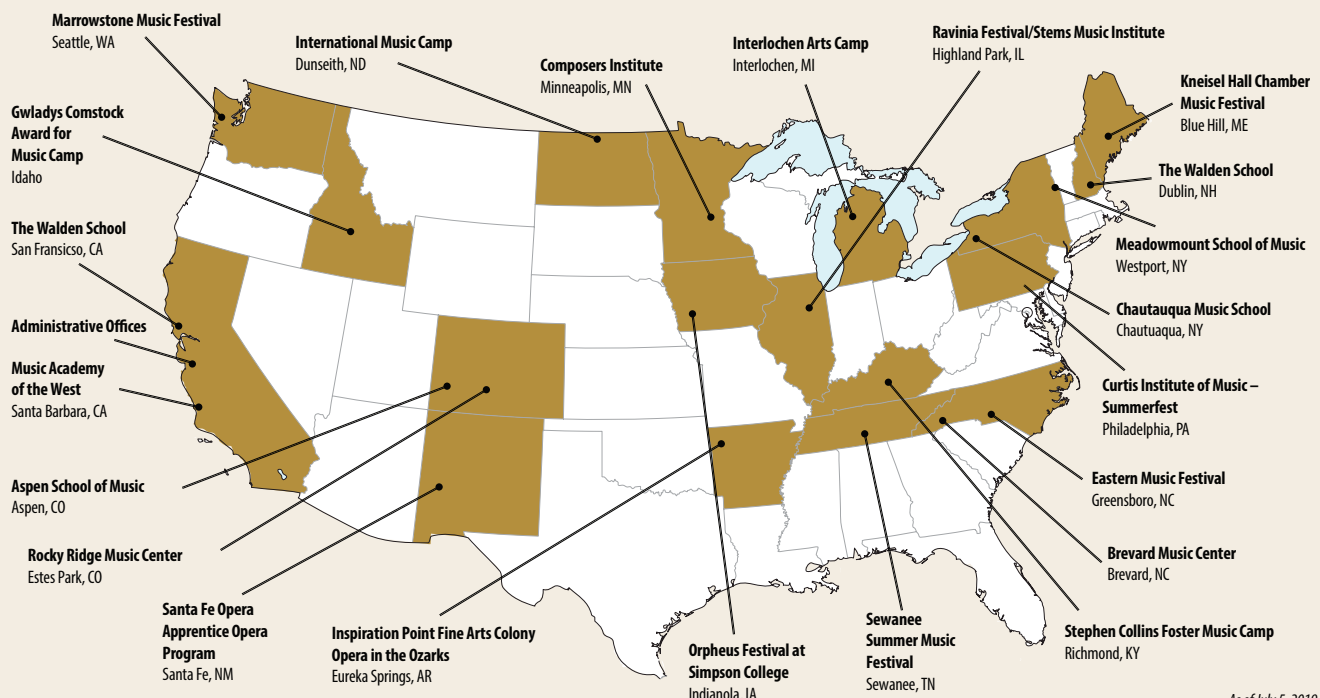 Marrowstone Music Festival
Seattle, WA
International Music Camp
Dunseith, ND
Composers Institute
Minneapolis, MN
Interlochen Arts Camp
Interlochen, MI
Ravinia Festival/Stems Music Institute
Highland Park, IL
Kneisel Hall Chamber
Music Festival
Blue Hill, ME
Gwladys Comstock
Award for
Music Camp
Idaho
The Walden School
Dublin, NH
The Walden School
San Fransicso, CA
Meadowmount School of Music
Westport, NY
Administrative Offices
Chautauqua Music School
Chautuaqua, NY
Music Academy
of the West
Santa Barbara, CA
Curtis Institute of Music –
Summerfest
Philadelphia, PA
Aspen School of Music
Aspen, CO
Eastern Music Festival
Greensboro, NC
Rocky Ridge Music Center
Estes Park, CO
Brevard Music Center
Brevard, NC
Santa Fe Opera
Apprentice Opera
Program
Santa Fe, NM
Inspiration Point Fine Arts Colony
Opera in the Ozarks
Eureka Springs, AR
Orpheus Festival at
Simpson College
Indianola, IA
Sewanee
Summer Music
Festival
Sewanee, TN
Stephen Collins Foster Music Camp
Richmond, KY
As of July 5, 2019